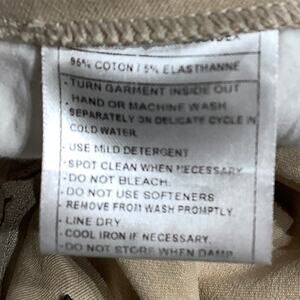 95% COTON / 5% ELASTHANNE
- TURN GARMENT INSIDE OUT
- HAND OR MACHINE WASH
SEPARATELY ON DELICATE CYCLE IN
COLD WATER.
- USE MILD DETERGENT
- SPOT CLEAN WHEN NECESSARY
- DO NOT BLEACH.
- DO NOT USE SOFTENERS
- REMOVE FROM WASH PROMPTLY.
- LINE DRY
- COOL IRON IF NECESSARY.
- DO NOT STORE WHEN DAMP